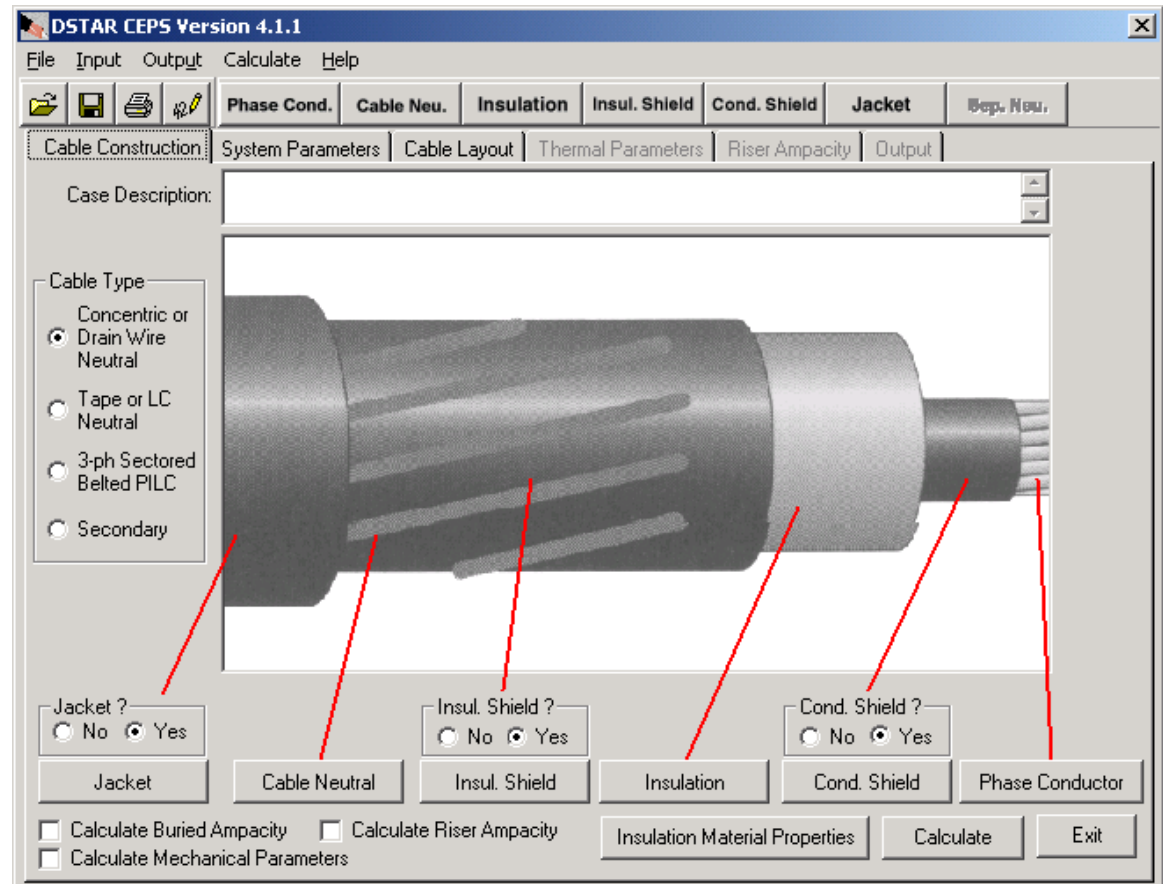 DSTAR CEPS Version 4.1.1
File Input Output Calculate Help
Phase Cond. Cable Neu. Insulation Insul. Shield Cond. Shield Jacket Sep. Neu.
Cable Construction System Parameters Cable Layout Thermal Parameters Riser Ampacity Output
Case Description:
Cable Type
Concentric or
Drain Wire
Neutral
Tape or LC
Neutral
3-ph Sectored
Belted PILC
Secondary
Jacket ?
No Yes
Insul. Shield ?
No Yes
Cond. Shield ?
No Yes
Jacket Cable Neutral Insul. Shield Insulation Cond. Shield Phase Conductor
Calculate Buried Ampacity Calculate Riser Ampacity
Calculate Mechanical Parameters
Insulation Material Properties Calculate Exit